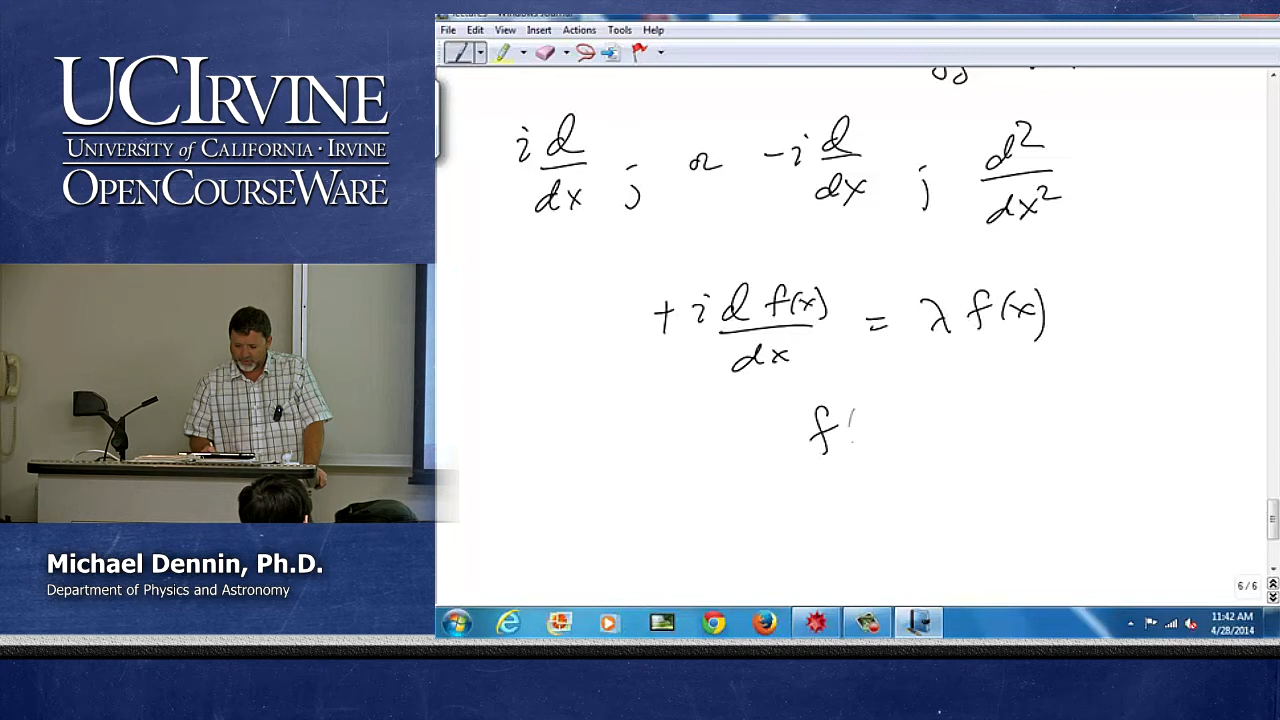 UCIRVINE
UNIVERSITY of CALIFORNIA · IRVINE
OPENCOURSEWARE
Michael Dennin, Ph.D.
Department of Physics and Astronomy
File Edit View Insert Actions Tools Help
i d/dx ; or -i d/dx ; d²/dx²
+i d f(x)/dx = λ f(x)
f(
6/6
11:42 AM
4/28/2014